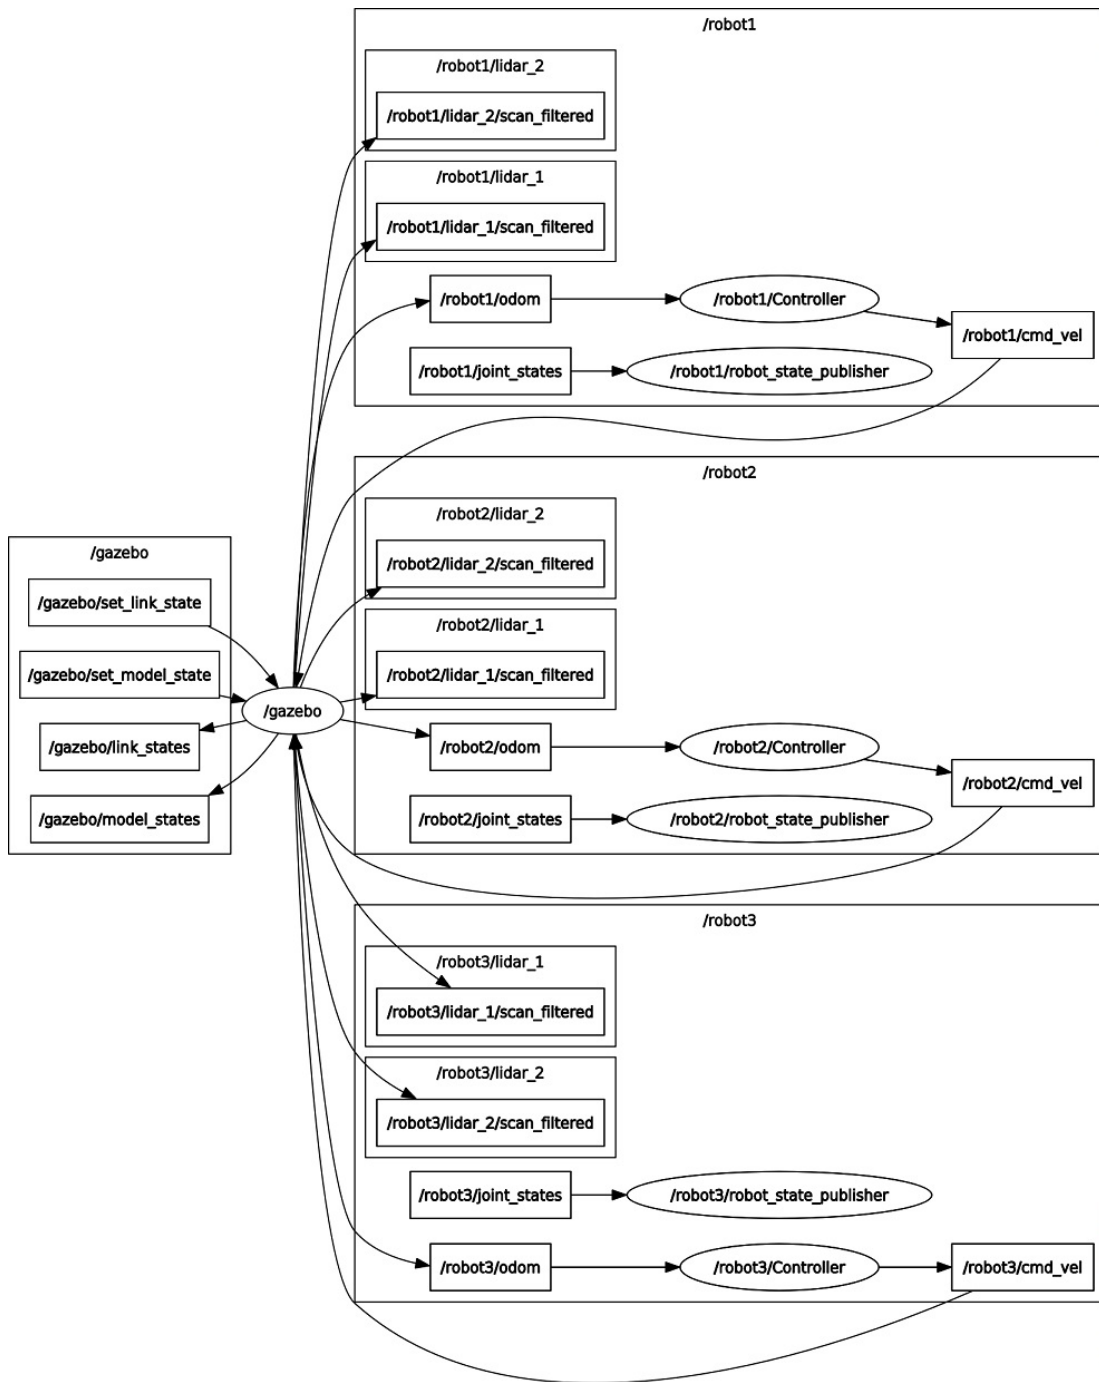 /robot1
/robot1/lidar_2
/robot1/lidar_2/scan_filtered
/robot1/lidar_1
/robot1/lidar_1/scan_filtered
/robot1/odom
/robot1/Controller
/robot1/cmd_vel
/robot1/joint_states
/robot1/robot_state_publisher
/robot2
/robot2/lidar_2
/robot2/lidar_2/scan_filtered
/robot2/lidar_1
/robot2/lidar_1/scan_filtered
/robot2/odom
/robot2/Controller
/robot2/cmd_vel
/robot2/joint_states
/robot2/robot_state_publisher
/gazebo
/gazebo/set_link_state
/gazebo/set_model_state
/gazebo/link_states
/gazebo/model_states
/gazebo
/robot3
/robot3/lidar_1
/robot3/lidar_1/scan_filtered
/robot3/lidar_2
/robot3/lidar_2/scan_filtered
/robot3/joint_states
/robot3/robot_state_publisher
/robot3/odom
/robot3/Controller
/robot3/cmd_vel